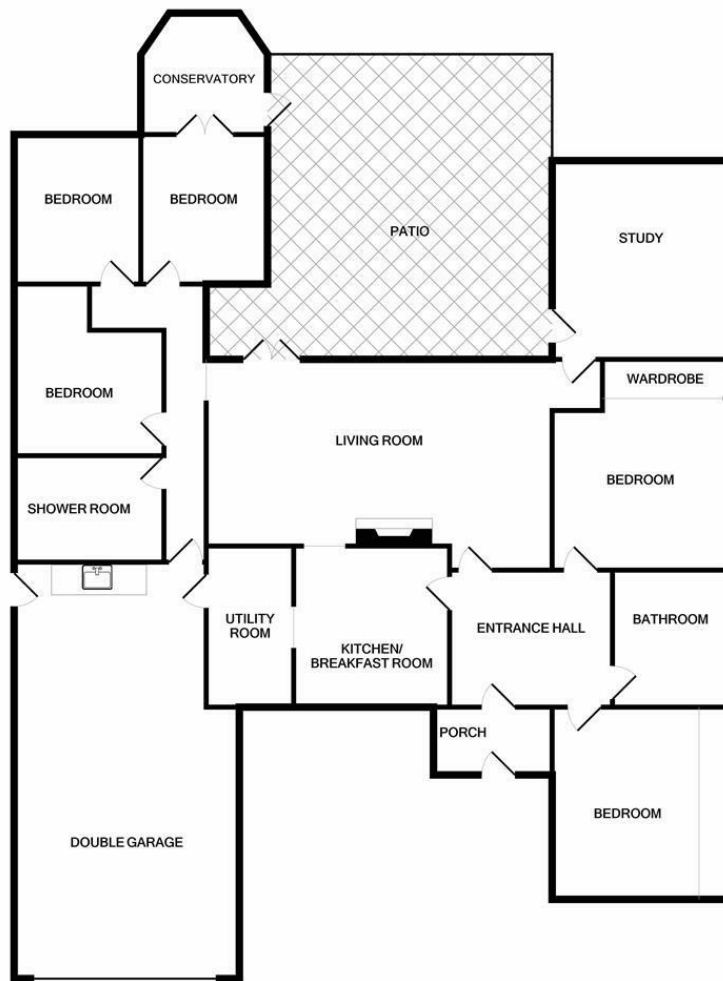 CONSERVATORY
BEDROOM
BEDROOM
PATIO
STUDY
BEDROOM
WARDROBE
LIVING ROOM
BEDROOM
SHOWER ROOM
UTILITY
ROOM
KITCHEN/
BREAKFAST ROOM
ENTRANCE HALL
BATHROOM
PORCH
BEDROOM
DOUBLE GARAGE